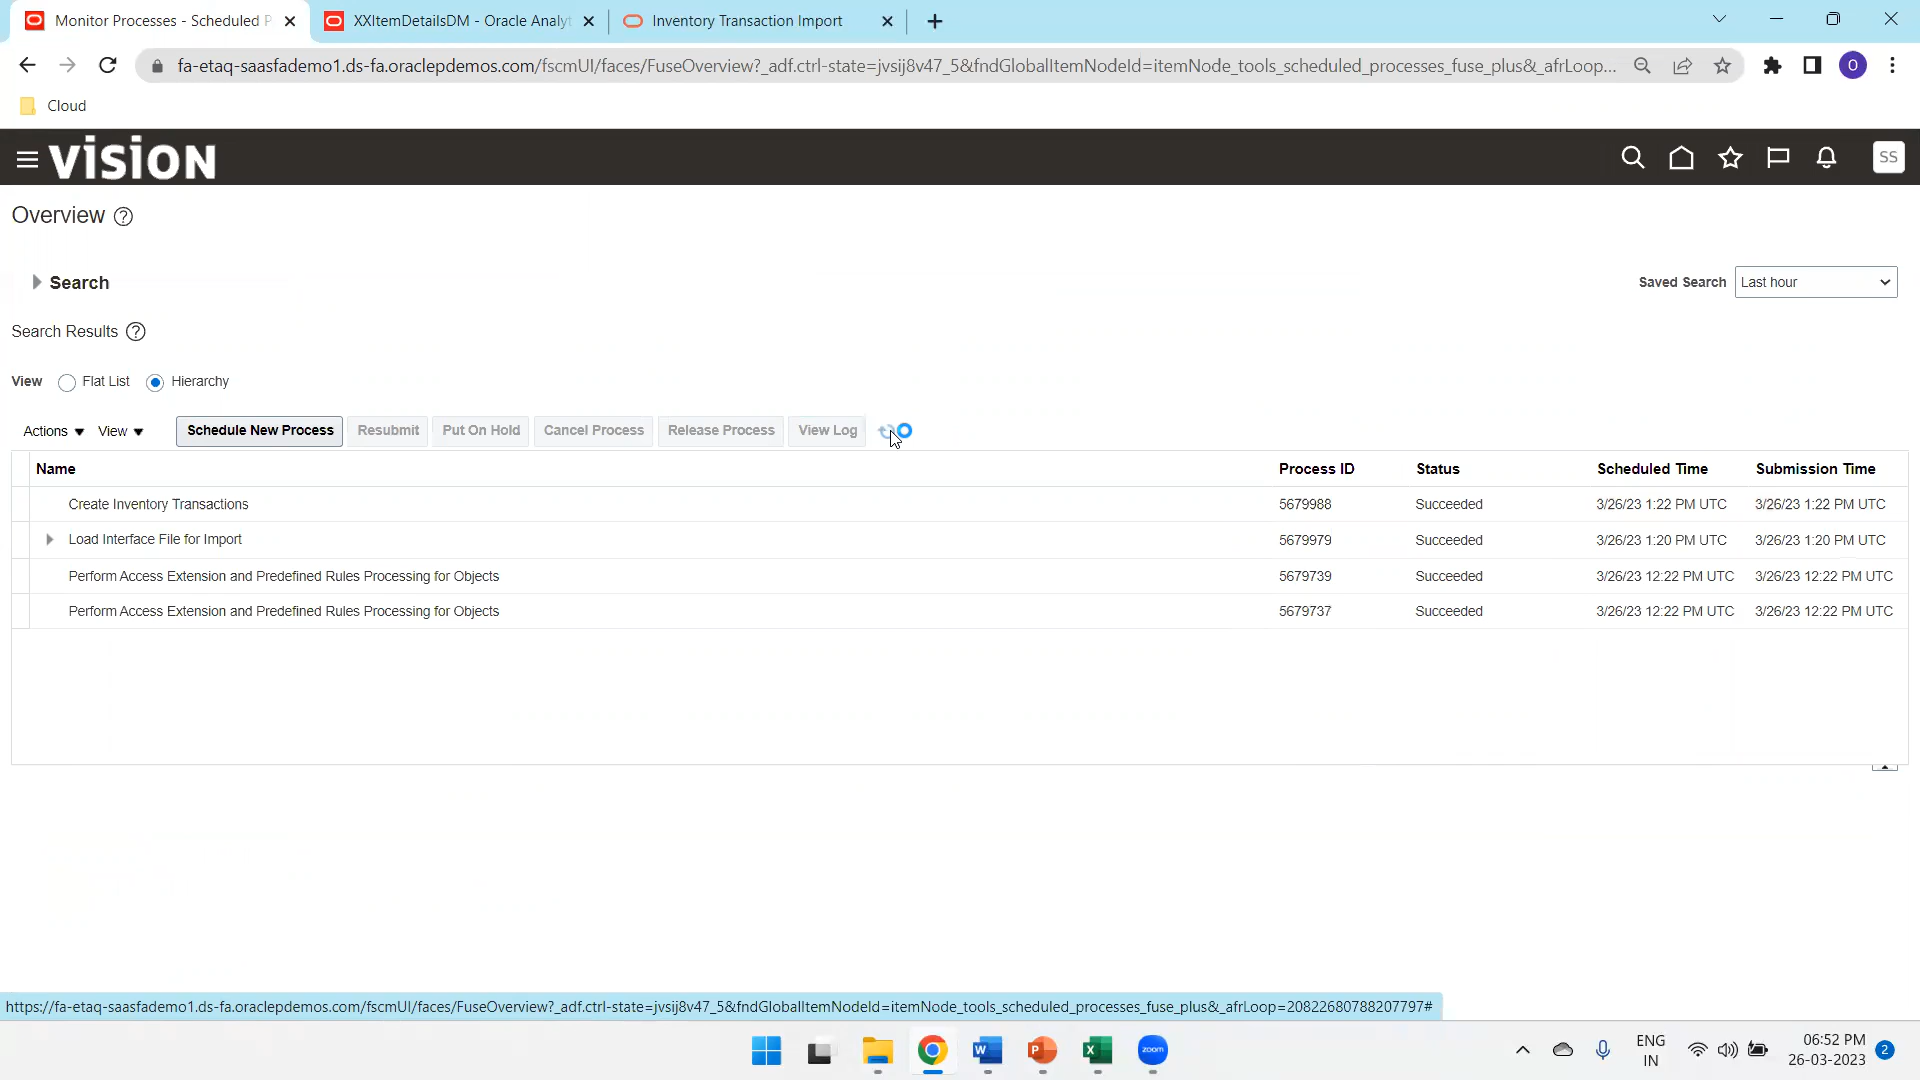 Monitor Processes - Scheduled P
XXItemDetailsDM - Oracle Analyt
Inventory Transaction Import
fa-etaq-saasfademo1.ds-fa.oraclepdemos.com/fscmUI/faces/FuseOverview?_adf.ctrl-state=jvsij8v47_5&fndGlobalItemNodeId=itemNode_tools_scheduled_processes_fuse_plus&_afrLoop...
O
Cloud
VISION
SS
Overview
Search
Saved Search Last hour
Search Results
View Flat List Hierarchy
Actions View Schedule New Process Resubmit Put On Hold Cancel Process Release Process View Log
Name Process ID Status Scheduled Time Submission Time
Create Inventory Transactions 5679988 Succeeded 3/26/23 1:22 PM UTC 3/26/23 1:22 PM UTC
Load Interface File for Import 5679979 Succeeded 3/26/23 1:20 PM UTC 3/26/23 1:20 PM UTC
Perform Access Extension and Predefined Rules Processing for Objects 5679739 Succeeded 3/26/23 12:22 PM UTC 3/26/23 12:22 PM UTC
Perform Access Extension and Predefined Rules Processing for Objects 5679737 Succeeded 3/26/23 12:22 PM UTC 3/26/23 12:22 PM UTC
https://fa-etaq-saasfademo1.ds-fa.oraclepdemos.com/fscmUI/faces/FuseOverview?_adf.ctrl-state=jvsij8v47_5&fndGlobalItemNodeId=itemNode_tools_scheduled_processes_fuse_plus&_afrLoop=20822680788207797#
W
P
X
zoom
ENG
IN
06:52 PM
26-03-2023
2